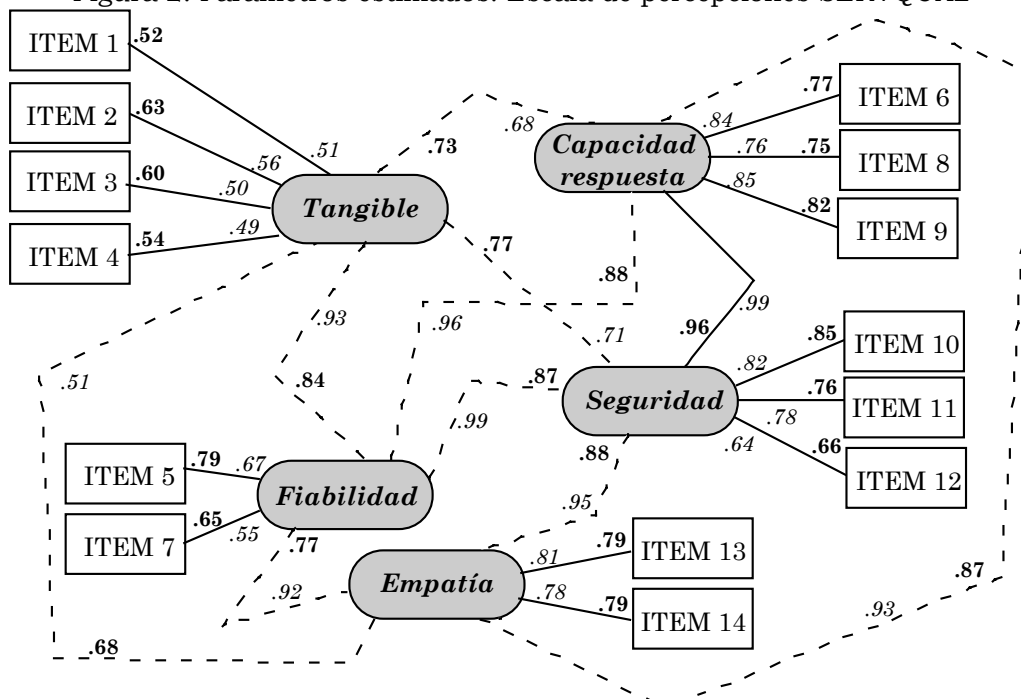 Figura 2. Parámetros estimados. Escala de percepciones SERVQUAL
ITEM 1
.52
ITEM 2
.63
ITEM 3
.60
ITEM 4
.54
.51
.56
.50
.49
Tangible
.73
.68
Capacidad
respuesta
.84
.77
ITEM 6
.76
.75
ITEM 8
.85
.82
ITEM 9
.77
.71
.88
.96
.93
.84
.96
.99
.51
.87
.99
Seguridad
.82
.85
ITEM 10
.78
.76
ITEM 11
.64
.66
ITEM 12
ITEM 5
.79
.67
ITEM 7
.65
.55
Fiabilidad
.77
.92
.88
.95
Empatía
.81
.79
ITEM 13
.78
.79
ITEM 14
.68
.87
.93